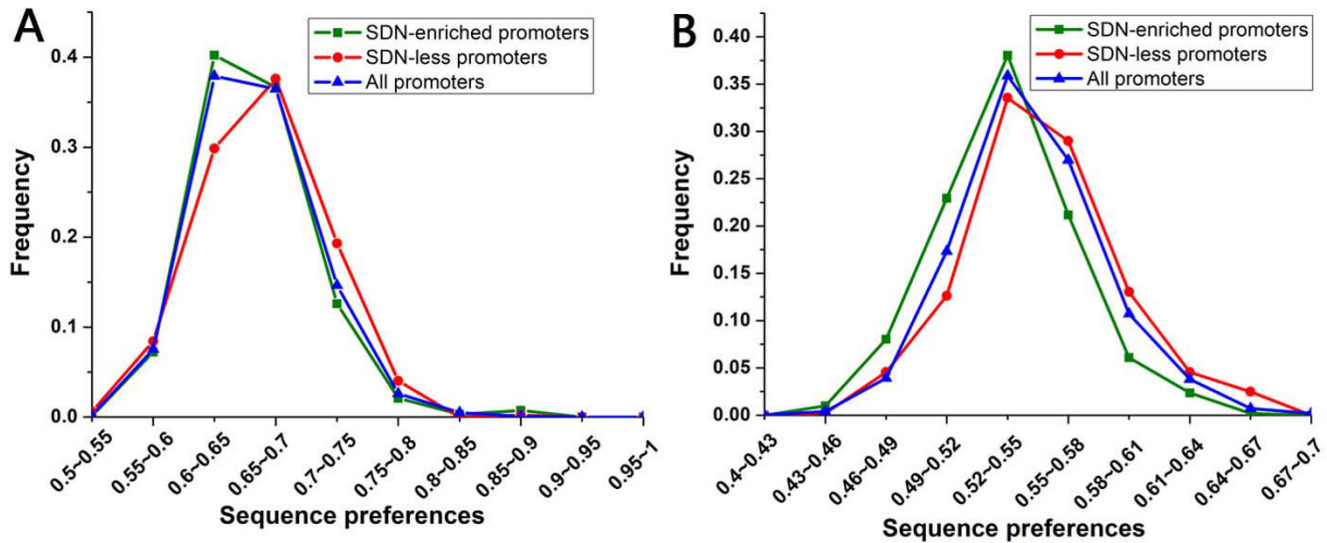 A
SDN-enriched promoters
SDN-less promoters
All promoters
Frequency
0.4
0.3
0.2
0.1
0.0
0.5~0.55
0.55~0.6
0.6~0.65
0.65~0.7
0.7~0.75
0.75~0.8
0.8~0.85
0.85~0.9
0.9~0.95
0.95~1
Sequence preferences
B
SDN-enriched promoters
SDN-less promoters
All promoters
Frequency
0.40
0.35
0.30
0.25
0.20
0.15
0.10
0.05
0.00
0.4~0.43
0.43~0.46
0.46~0.49
0.49~0.52
0.52~0.55
0.55~0.58
0.58~0.61
0.61~0.64
0.64~0.67
0.67~0.7
Sequence preferences